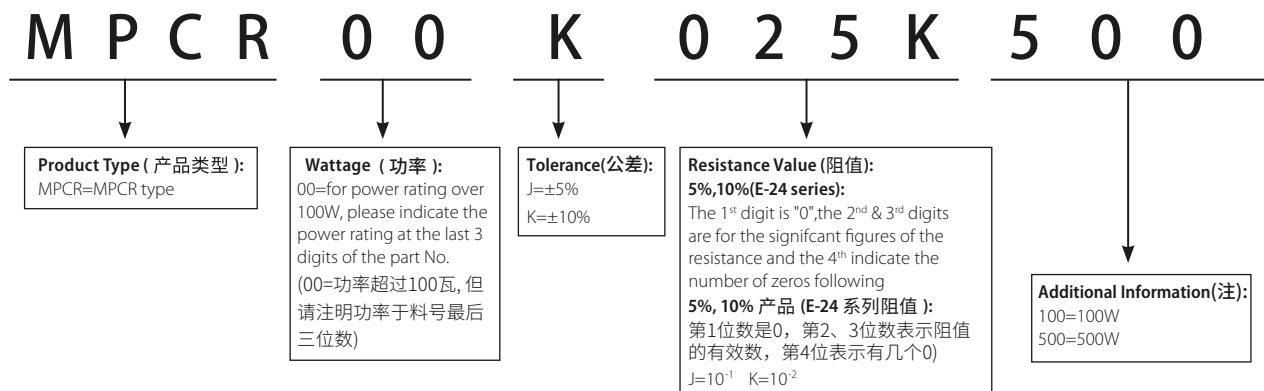 M P C R 0 0 K 0 2 5 K 5 0 0
Product Type ( 产品类型 ):
MPCR=MPCR type
Wattage ( 功率 ):
00=for power rating over
100W, please indicate the
power rating at the last 3
digits of the part No.
(00=功率超过100瓦, 但
请注明功率于料号最后
三位数)
Tolerance(公差):
J=±5%
K=±10%
Resistance Value (阻值):
5%,10%(E-24 series):
The 1st digit is "0",the 2nd & 3rd digits
are for the signifcant figures of the
resistance and the 4th indicate the
number of zeros following
5%, 10% 产品 (E-24 系列阻值 ):
第1位数是0，第2、3位数表示阻值
的有效数，第4位表示有几个0)
J=10-1 K=10-2
Additional Information(注):
100=100W
500=500W